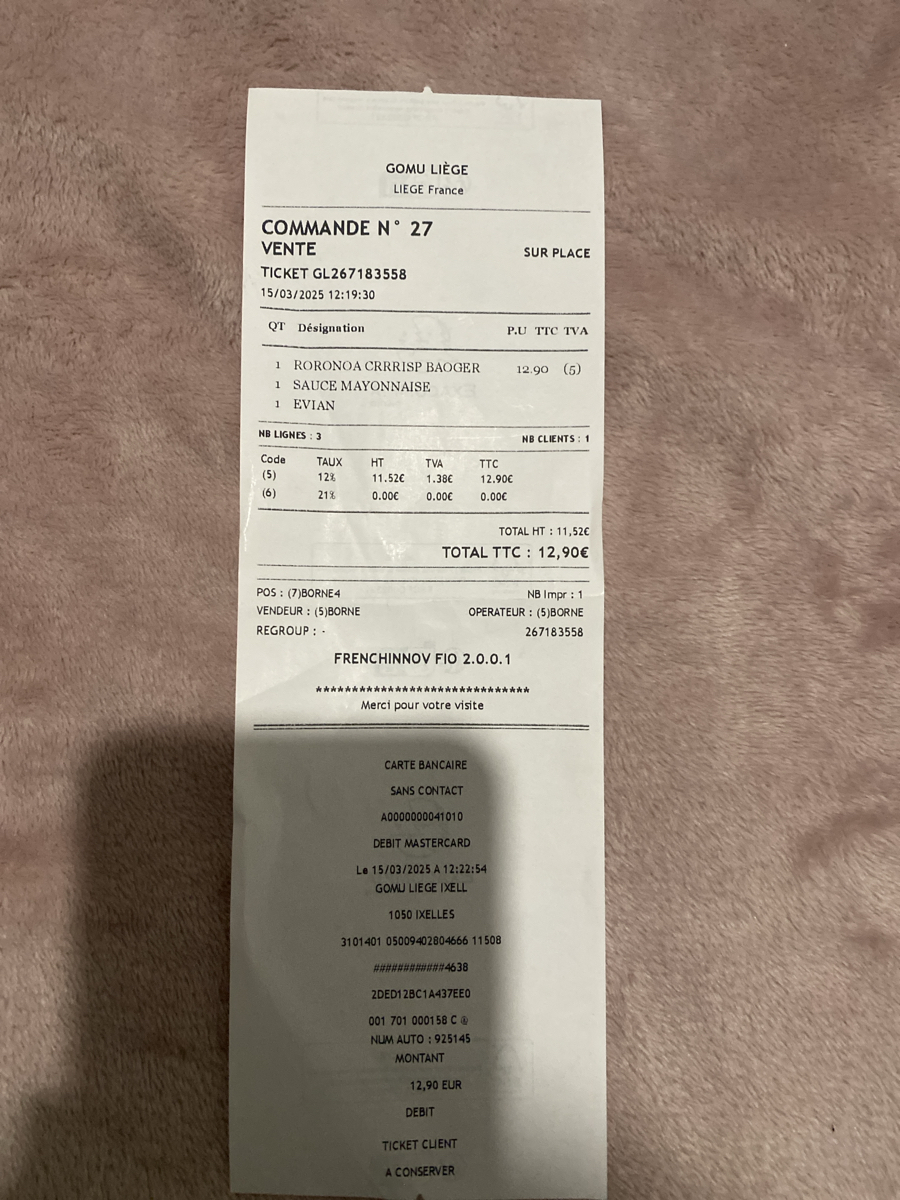 GOMU LIÈGE
LIEGE France
COMMANDE N° 27
VENTE SUR PLACE
TICKET GL267183558
15/03/2025 12:19:30
QT Désignation P.U TTC TVA
1 RORONOA CRRRISP BAOGER 12.90 (5)
1 SAUCE MAYONNAISE
1 EVIAN
NB LIGNES : 3 NB CLIENTS : 1
Code TAUX HT TVA TTC
(5) 12% 11.52€ 1.38€ 12.90€
(6) 21% 0.00€ 0.00€ 0.00€
TOTAL HT : 11,52€
TOTAL TTC : 12,90€
POS : (7)BORNE4 NB Impr : 1
VENDEUR : (5)BORNE OPERATEUR : (5)BORNE
REGROUP : - 267183558
FRENCHINNOV FIO 2.0.0.1
*****************************
Merci pour votre visite
CARTE BANCAIRE
SANS CONTACT
A0000000041010
DEBIT MASTERCARD
Le 15/03/2025 A 12:22:54
GOMU LIEGE IXELL
1050 IXELLES
3101401 05009402804666 11508
############4638
2DED12BC1A437EE0
001 701 000158 C @
NUM AUTO : 925145
MONTANT
12,90 EUR
DEBIT
TICKET CLIENT
A CONSERVER